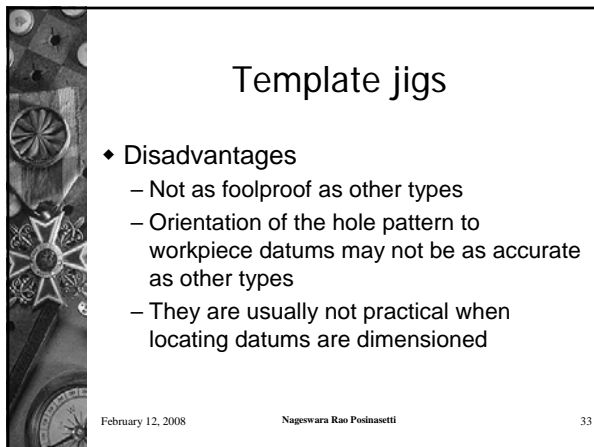 Template jigs
◆ Disadvantages
– Not as foolproof as other types
– Orientation of the hole pattern to
workpiece datums may not be as accurate
as other types
– They are usually not practical when
locating datums are dimensioned
February 12, 2008 Nageswara Rao Posinasetti 33